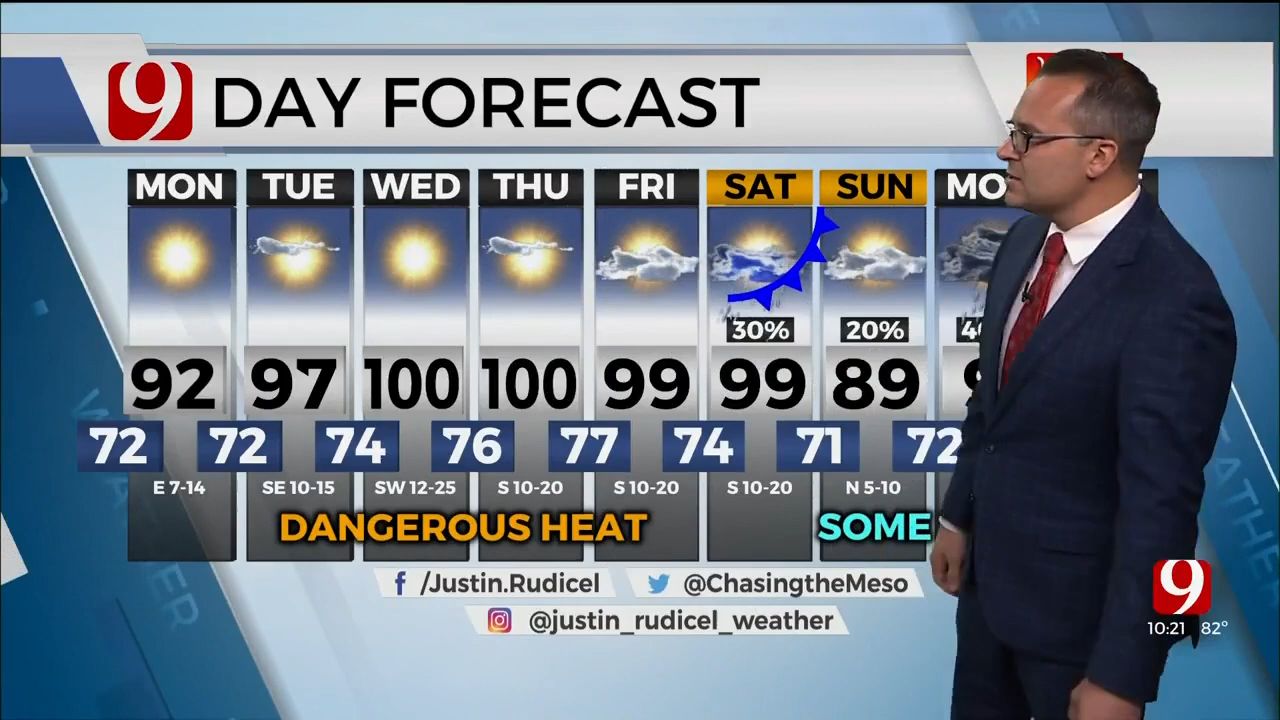 9 DAY FORECAST
MON TUE WED THU FRI SAT SUN MO
30% 20%
92 97 100 100 99 99 89
72 72 74 76 77 74 71 72
E 7-14 SE 10-15 SW 12-25 S 10-20 S 10-20 S 10-20 N 5-10
DANGEROUS HEAT SOME
f /Justin.Rudicel @ChasingtheMeso
@justin_rudicel_weather
9
10:21 82°